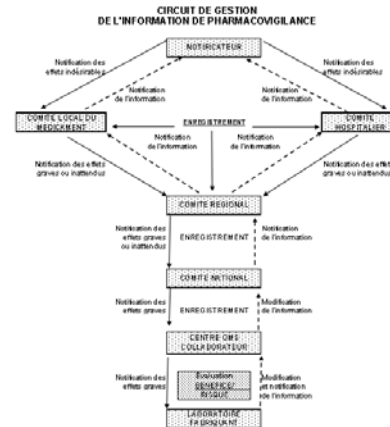 CIRCUIT DE GESTION
DE L'INFORMATION DE PHARMACOVIGILANCE
NOTIFICATEUR
Notification des
effets indésirables
Notification des
effets indésirables
Notification
de l'information
Notification
de l'information
COMITE LOCAL DU
MEDICAMENT
ENREGISTREMENT
COMITE
HOSPITALIER
Notification
de l'information
Notification
de l'information
Notification des effets
graves ou inattendus
Notification des effets
graves ou inattendus
COMITE REGIONAL
Notification des
effets graves
ou inattendus
ENREGISTREMENT
Notification
de l'information
COMITE NATIONAL
Notification des
effets graves
ENREGISTREMENT
Modification
de l'information
CENTRE OMS
COLLABORATEUR
Notification des
effets graves
Evaluation
BENEFICE/
RISQUE
Modification
et notification
de l'information
LABORATOIRE
FABRIQUANT